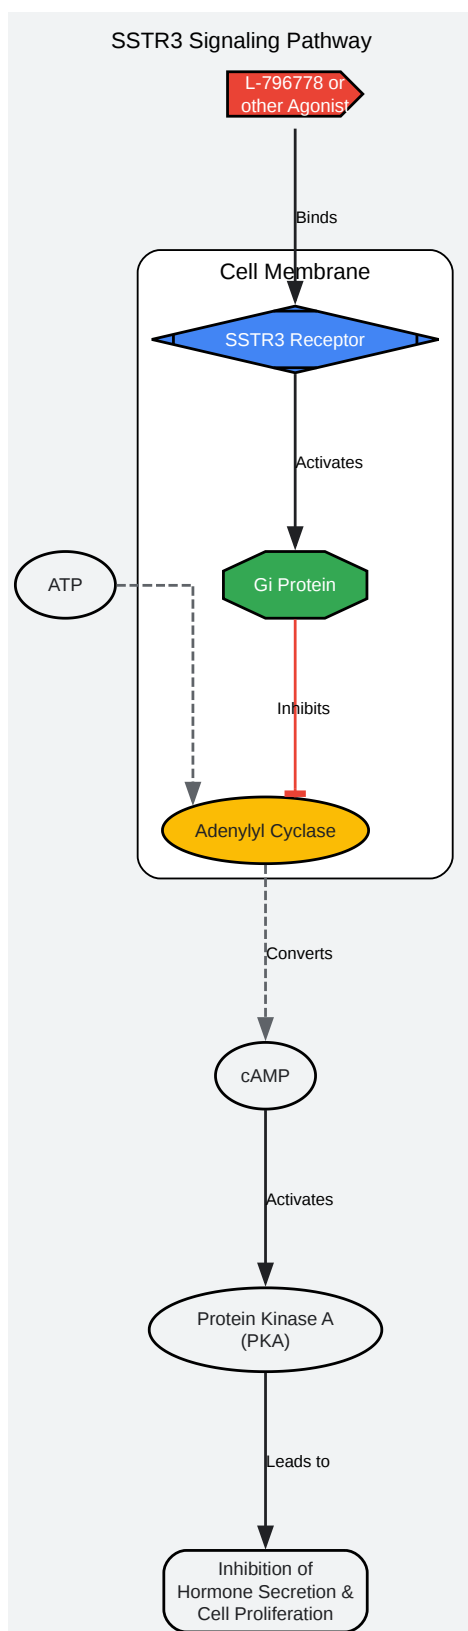 SSTR3 Signaling Pathway
L-796778 or
other Agonist
Binds
Cell Membrane
SSTR3 Receptor
Activates
ATP
Gi Protein
Inhibits
Adenylyl Cyclase
Converts
cAMP
Activates
Protein Kinase A
(PKA)
Leads to
Inhibition of
Hormone Secretion &
Cell Proliferation